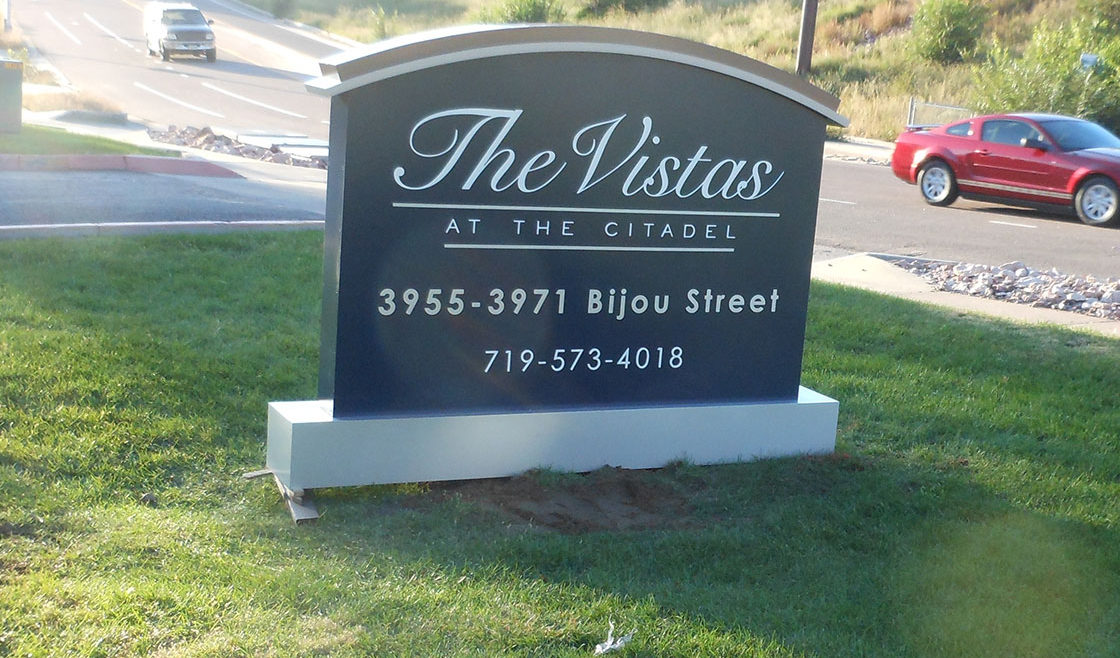 The Vistas
AT THE CITADEL
3955-3971 Bijou Street
719-573-4018